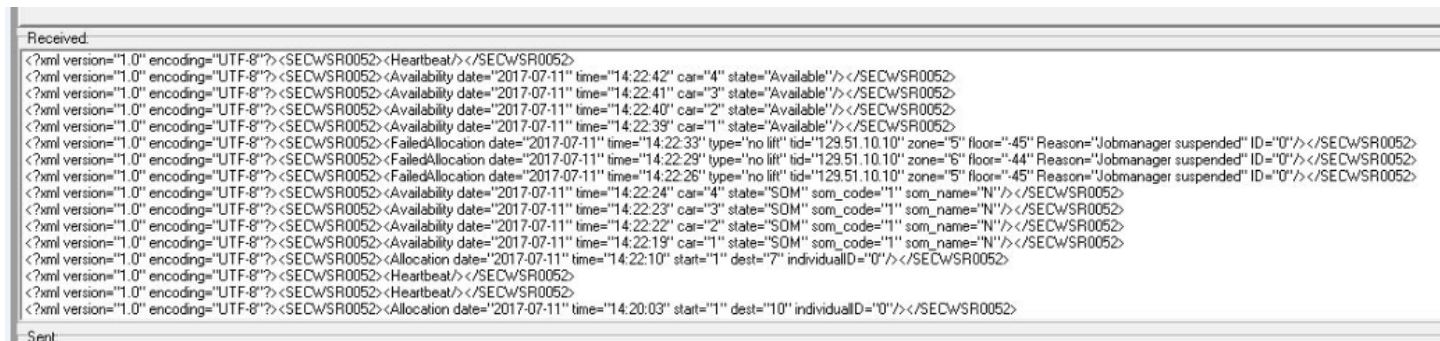 Received:
<?xml version="1.0" encoding="UTF-8"?><SECWSR0052><Heartbeat/></SECWSR0052>
<?xml version="1.0" encoding="UTF-8"?><SECWSR0052><Availability date="2017-07-11" time="14:22:42" car="4" state="Available"/></SECWSR0052>
<?xml version="1.0" encoding="UTF-8"?><SECWSR0052><Availability date="2017-07-11" time="14:22:41" car="3" state="Available"/></SECWSR0052>
<?xml version="1.0" encoding="UTF-8"?><SECWSR0052><Availability date="2017-07-11" time="14:22:40" car="2" state="Available"/></SECWSR0052>
<?xml version="1.0" encoding="UTF-8"?><SECWSR0052><Availability date="2017-07-11" time="14:22:39" car="1" state="Available"/></SECWSR0052>
<?xml version="1.0" encoding="UTF-8"?><SECWSR0052><FailedAllocation date="2017-07-11" time="14:22:33" type="no lift" tid="129.51.10.10" zone="5" floor="-45" Reason="Jobmanager suspended" ID="0"/></SECWSR0052>
<?xml version="1.0" encoding="UTF-8"?><SECWSR0052><FailedAllocation date="2017-07-11" time="14:22:29" type="no lift" tid="129.51.10.10" zone="6" floor="-44" Reason="Jobmanager suspended" ID="0"/></SECWSR0052>
<?xml version="1.0" encoding="UTF-8"?><SECWSR0052><FailedAllocation date="2017-07-11" time="14:22:26" type="no lift" tid="129.51.10.10" zone="5" floor="-45" Reason="Jobmanager suspended" ID="0"/></SECWSR0052>
<?xml version="1.0" encoding="UTF-8"?><SECWSR0052><Availability date="2017-07-11" time="14:22:24" car="4" state="SOM" som_code="1" som_name="N"/></SECWSR0052>
<?xml version="1.0" encoding="UTF-8"?><SECWSR0052><Availability date="2017-07-11" time="14:22:23" car="3" state="SOM" som_code="1" som_name="N"/></SECWSR0052>
<?xml version="1.0" encoding="UTF-8"?><SECWSR0052><Availability date="2017-07-11" time="14:22:22" car="2" state="SOM" som_code="1" som_name="N"/></SECWSR0052>
<?xml version="1.0" encoding="UTF-8"?><SECWSR0052><Availability date="2017-07-11" time="14:22:19" car="1" state="SOM" som_code="1" som_name="N"/></SECWSR0052>
<?xml version="1.0" encoding="UTF-8"?><SECWSR0052><Allocation date="2017-07-11" time="14:22:10" start="1" dest="7" individualID="0"/></SECWSR0052>
<?xml version="1.0" encoding="UTF-8"?><SECWSR0052><Heartbeat/></SECWSR0052>
<?xml version="1.0" encoding="UTF-8"?><SECWSR0052><Heartbeat/></SECWSR0052>
<?xml version="1.0" encoding="UTF-8"?><SECWSR0052><Allocation date="2017-07-11" time="14:20:03" start="1" dest="10" individualID="0"/></SECWSR0052>
Sent: